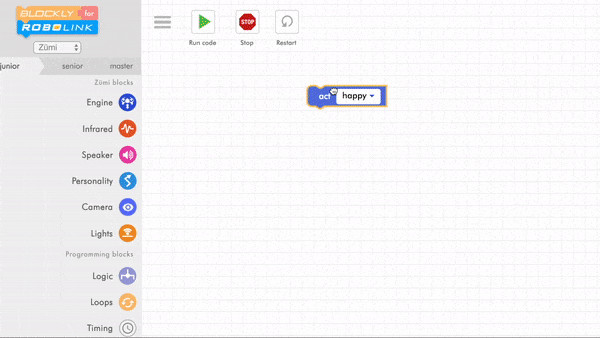 BLOCKLY for
ROBOLINK
Zümi
junior senior master
Run code
Stop
Restart
STOP
act happy
Zümi blocks
Engine
Infrared
Speaker
Personality
Camera
Lights
Programming blocks
Logic
Loops
Timing